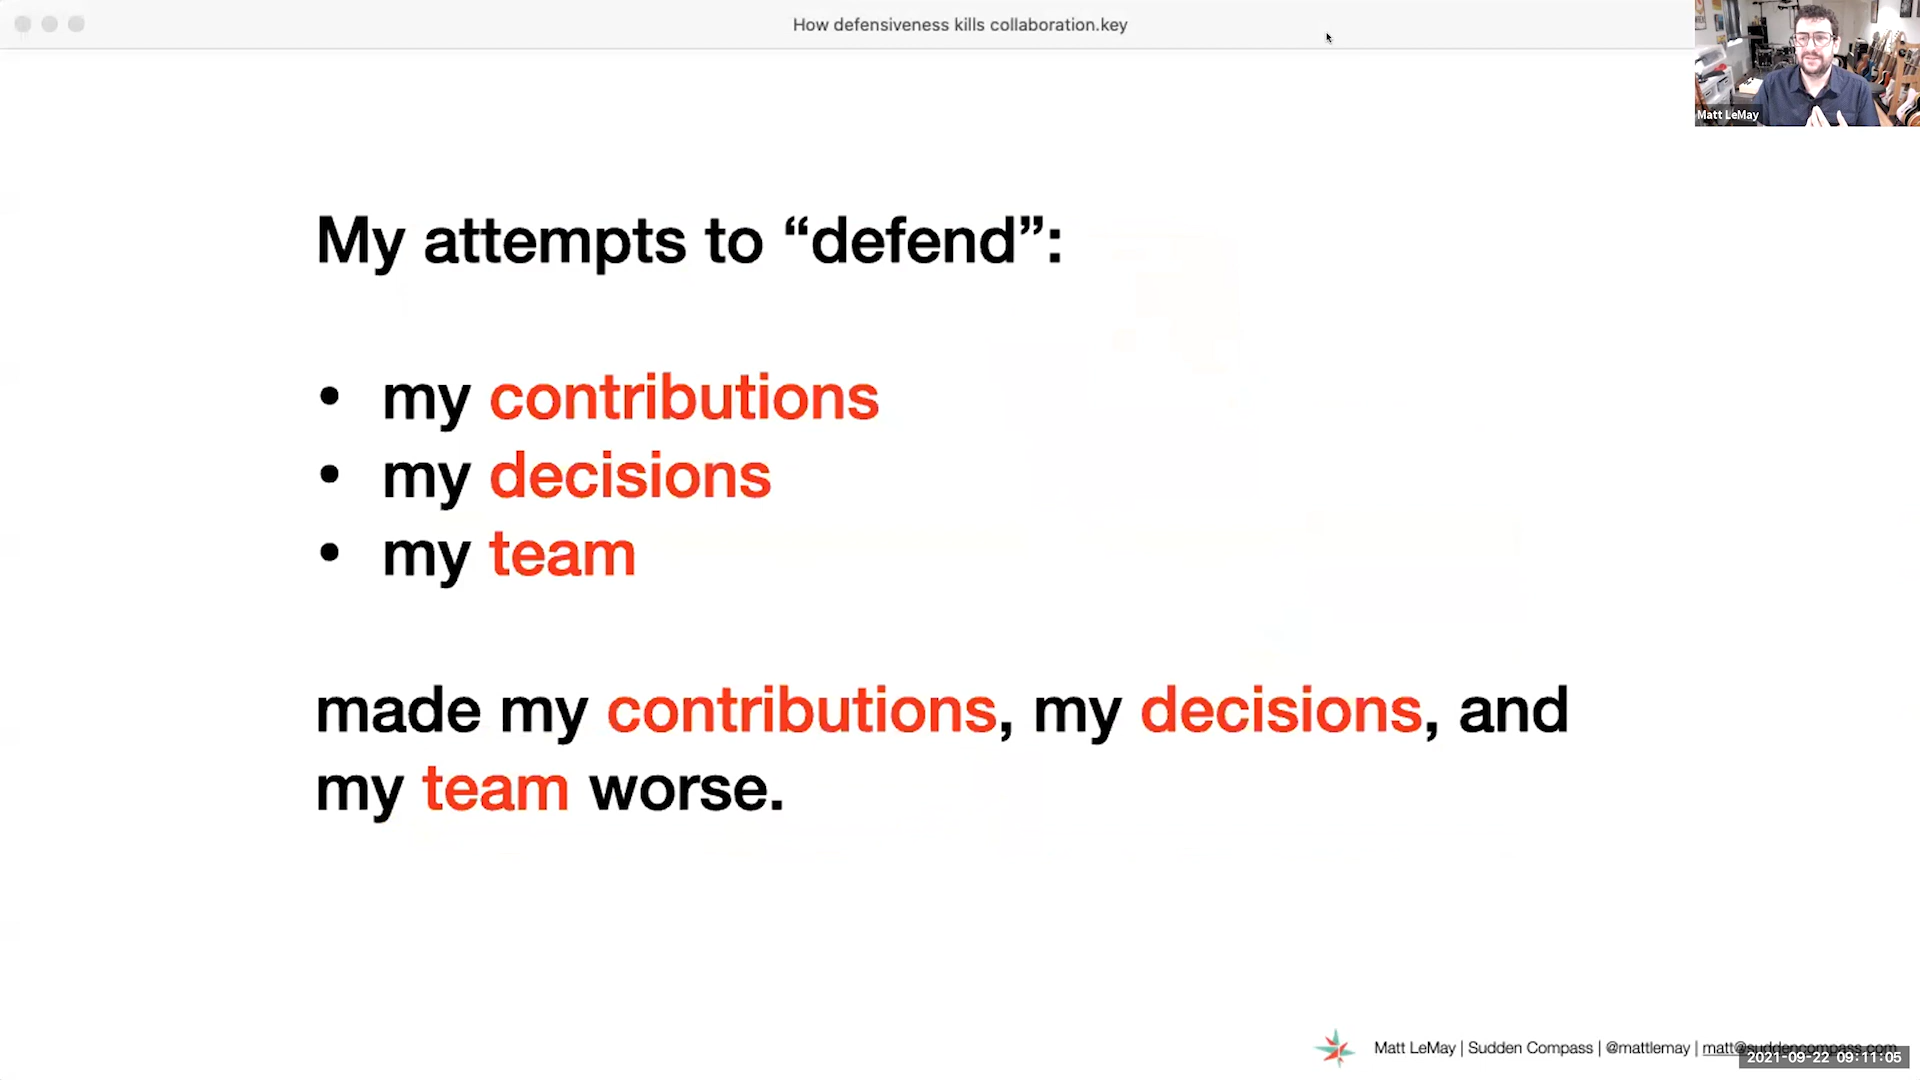 How defensiveness kills collaboration.key
Matt LeMay
My attempts to “defend”:
• my contributions
• my decisions
• my team
made my contributions, my decisions, and
my team worse.
Matt LeMay | Sudden Compass | @mattlemay | matt@suddencompass.com
2021-09-22 09:11:05